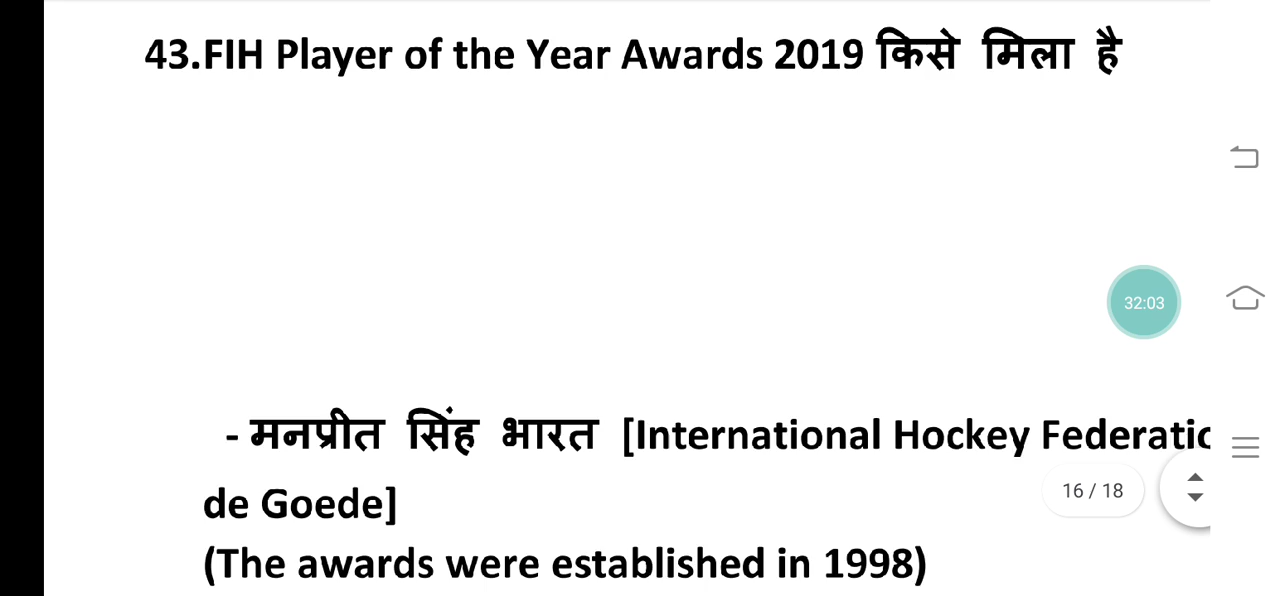 43.FIH Player of the Year Awards 2019 किसे मिला है
32:03
- मनप्रीत सिंह भारत [International Hockey
16 / 18
de Goede]
(The awards were established in 1998)